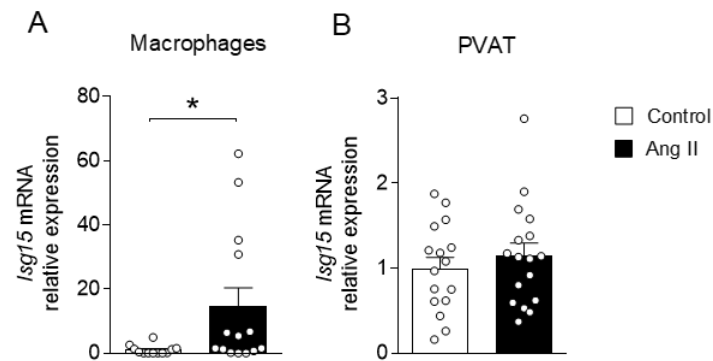 A
Macrophages
Isg15 mRNA
relative expression
80
60
40
20
0
*
B
PVAT
Isg15 mRNA
relative expression
3
2
1
0
Control
Ang II